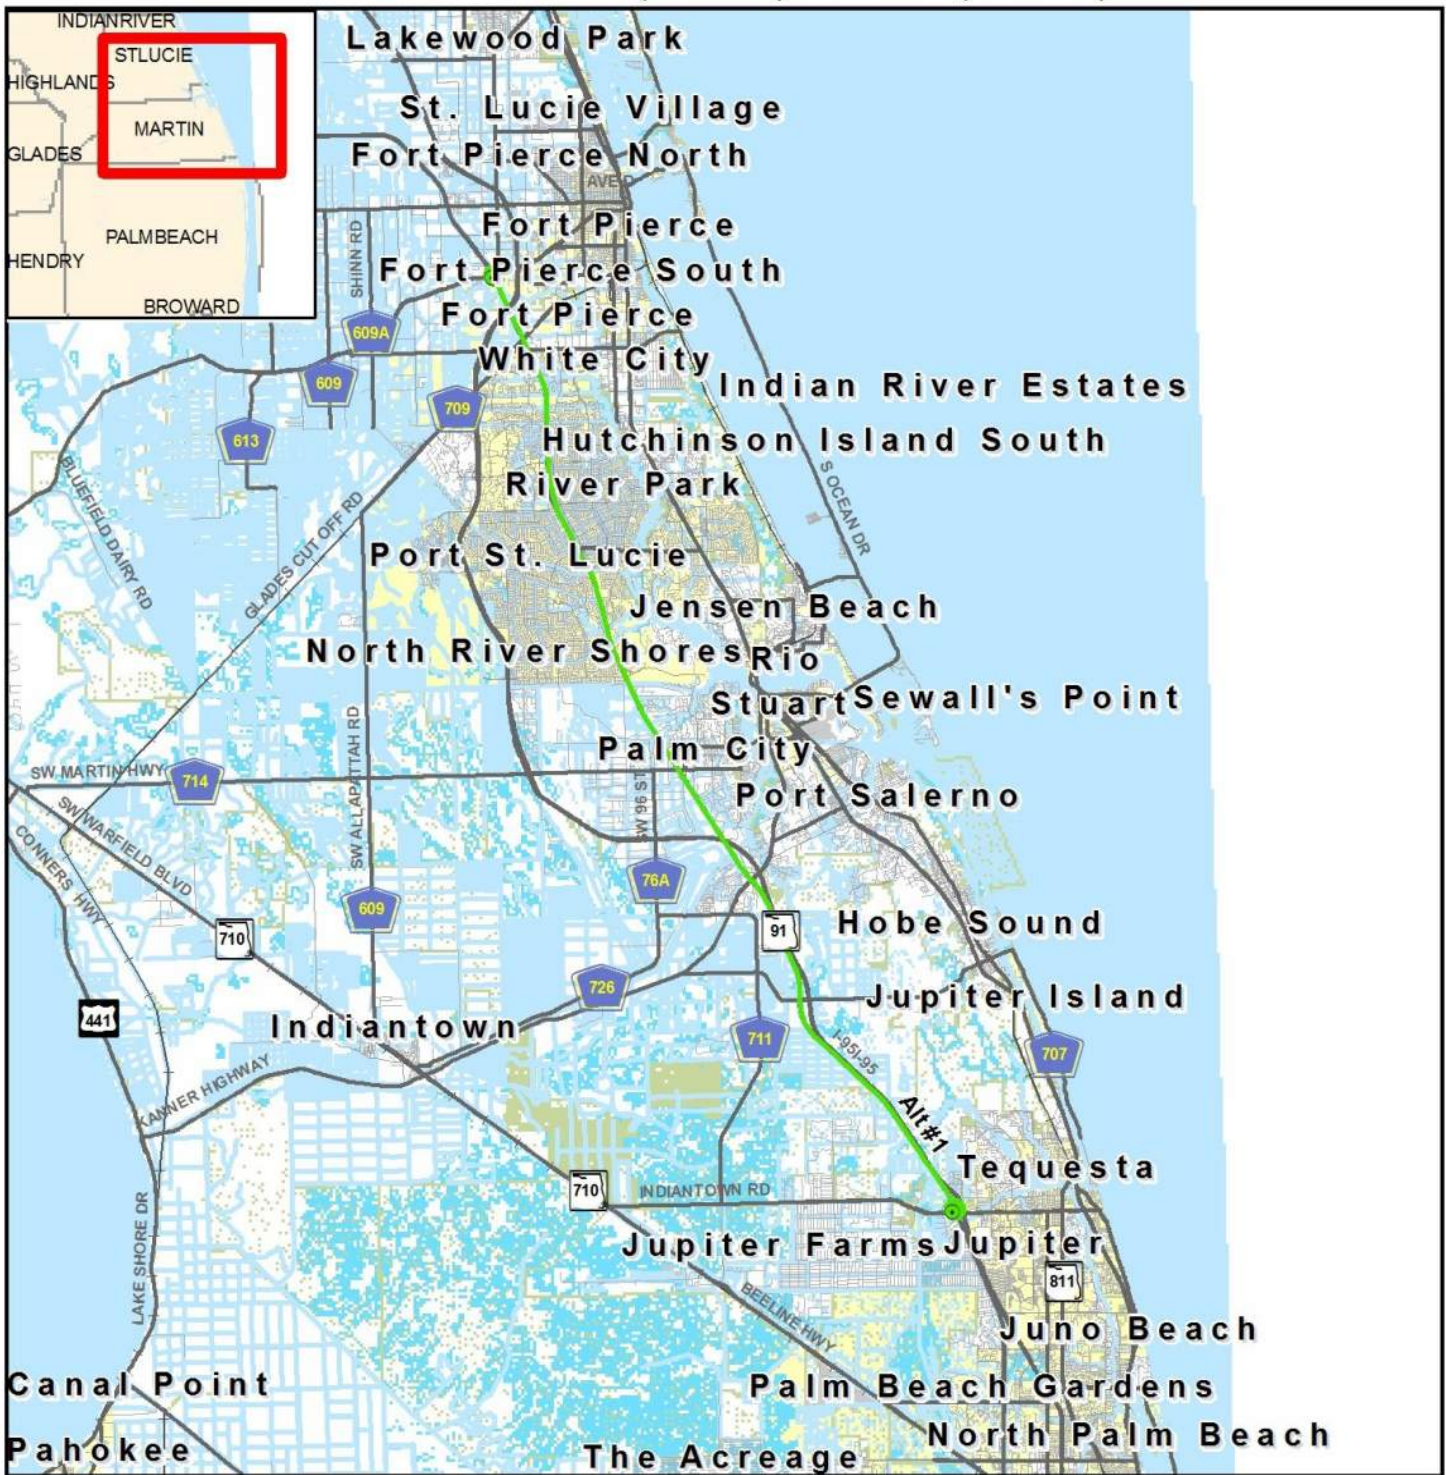 INDIANRIVER
STLUCIE
HIGHLANDS
MARTIN
GLADES
PALMBEACH
HENDRY
BROWARD
Lakewood Park
St. Lucie Village
Fort Pierce North
AVE D
Fort Pierce
SHINN RD
Fort Pierce South
Fort Pierce
609A
White City
609
Indian River Estates
709
613
Hutchinson Island South
S OCEAN DR
River Park
BLUEFIELD DAIRY RD
GLADES CUT OFF RD
Port St. Lucie
Jensen Beach
North River Shores
Rio
Stuart
Sewall's Point
SW ALLAPATTAH RD
Palm City
SW MARTIN HWY
714
SW 96 ST
Port Salerno
SW WARFIELD BLVD
CONNERS HWY
76A
609
Hobe Sound
91
710
726
Jupiter Island
441
Indiantown
711
707
I-95I-95
KANNER HIGHWAY
Alt #1
Tequesta
710
INDIANTOWN RD
LAKE SHORE DR
Jupiter Farms
Jupiter
811
BEELINE HWY
Juno Beach
Canal Point
Palm Beach Gardens
North Palm Beach
Pahokee
The Acreage